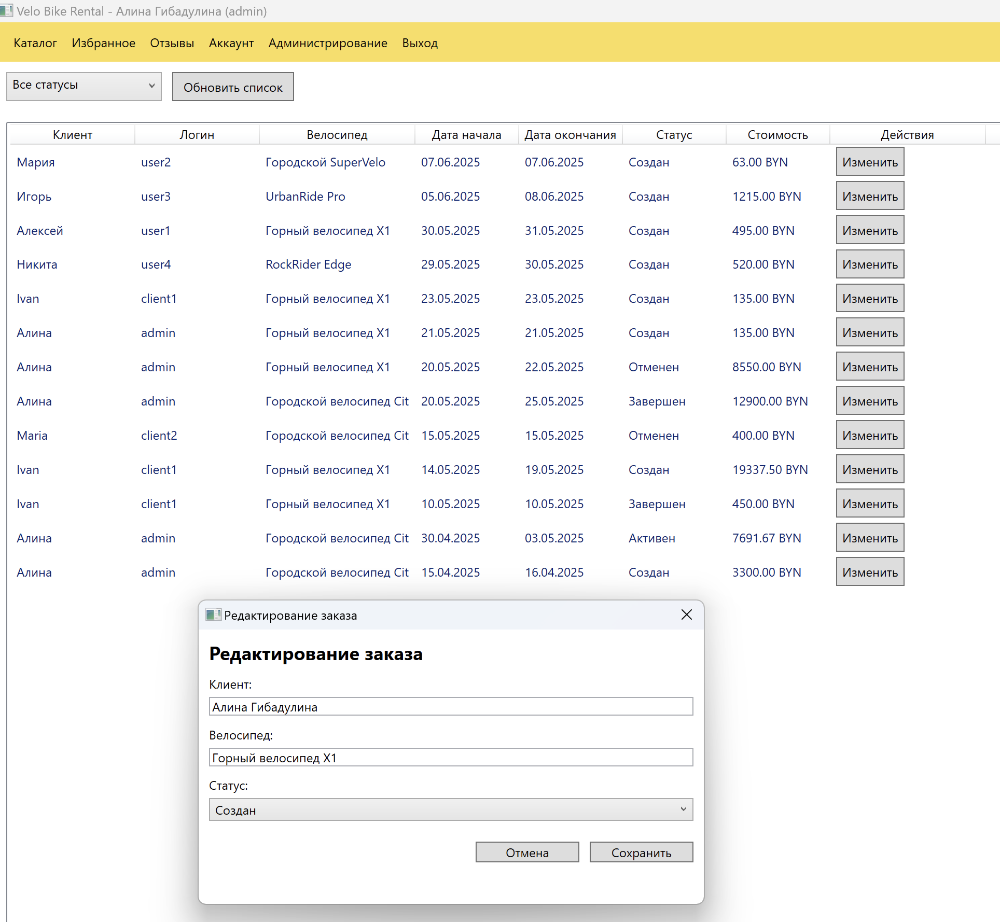 Velo Bike Rental - Алина Гибадулина (admin)
Каталог Избранное Отзывы Аккаунт Администрирование Выход
Все статусы Обновить список
Клиент Логин Велосипед Дата начала Дата окончания Статус Стоимость Действия
Мария user2 Городской SuperVelo 07.06.2025 07.06.2025 Создан 63.00 BYN Изменить
Игорь user3 UrbanRide Pro 05.06.2025 08.06.2025 Создан 1215.00 BYN Изменить
Алексей user1 Горный велосипед X1 30.05.2025 31.05.2025 Создан 495.00 BYN Изменить
Никита user4 RockRider Edge 29.05.2025 30.05.2025 Создан 520.00 BYN Изменить
Ivan client1 Горный велосипед X1 23.05.2025 23.05.2025 Создан 135.00 BYN Изменить
Алина admin Горный велосипед X1 21.05.2025 21.05.2025 Создан 135.00 BYN Изменить
Алина admin Горный велосипед X1 20.05.2025 22.05.2025 Отменен 8550.00 BYN Изменить
Алина admin Городской велосипед Cit 20.05.2025 25.05.2025 Завершен 12900.00 BYN Изменить
Maria client2 Городской велосипед Cit 15.05.2025 15.05.2025 Отменен 400.00 BYN Изменить
Ivan client1 Горный велосипед X1 14.05.2025 19.05.2025 Создан 19337.50 BYN Изменить
Ivan client1 Горный велосипед X1 10.05.2025 10.05.2025 Завершен 450.00 BYN Изменить
Алина admin Городской велосипед Cit 30.04.2025 03.05.2025 Активен 7691.67 BYN Изменить
Алина admin Городской велосипед Cit 15.04.2025 16.04.2025 Создан 3300.00 BYN Изменить
Редактирование заказа
Редактирование заказа
Клиент:
Алина Гибадулина
Велосипед:
Горный велосипед X1
Статус:
Создан
Отмена Сохранить